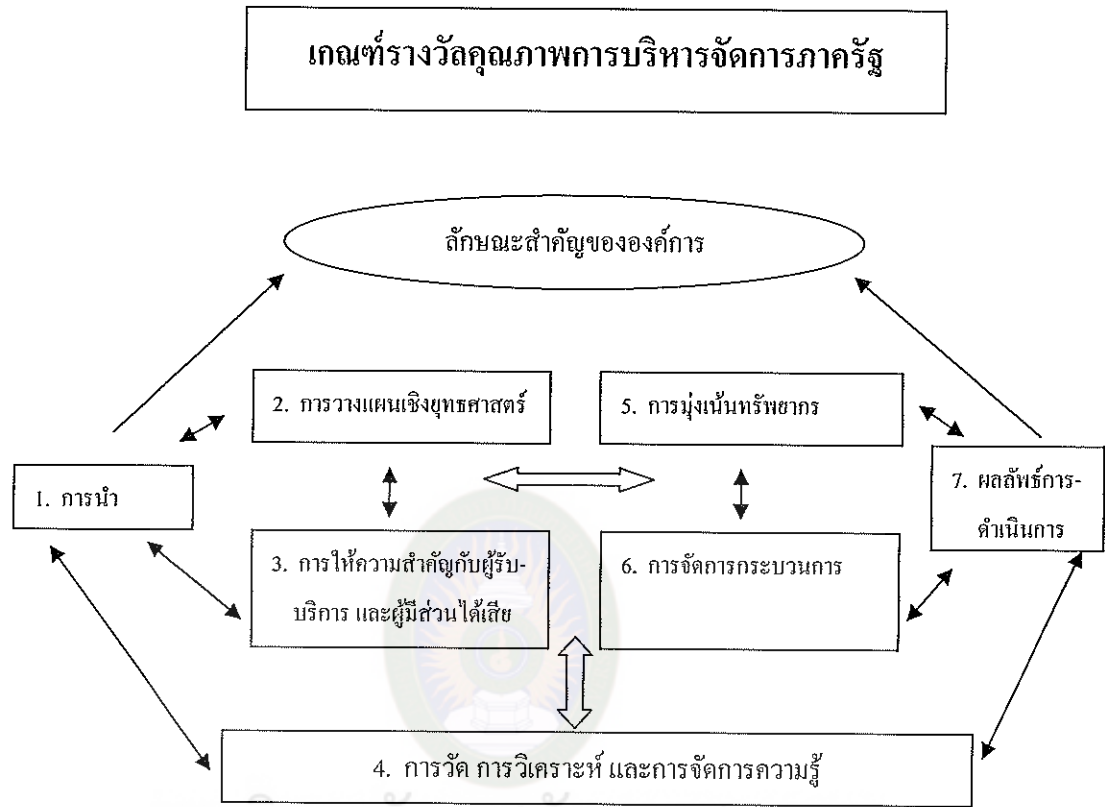 เกณฑ์รางวัลคุณภาพการบริหารจัดการภาครัฐ
ลักษณะสำคัญขององค์การ
2. การวางแผนเชิงยุทธศาสตร์
5. การมุ่งเน้นทรัพยากร
1. การนำ
7. ผลลัพธ์การ-
ดำเนินการ
3. การให้ความสำคัญกับผู้รับ-
บริการ และผู้มีส่วนได้เสีย
6. การจัดการกระบวนการ
4. การวัด การวิเคราะห์ และการจัดการความรู้